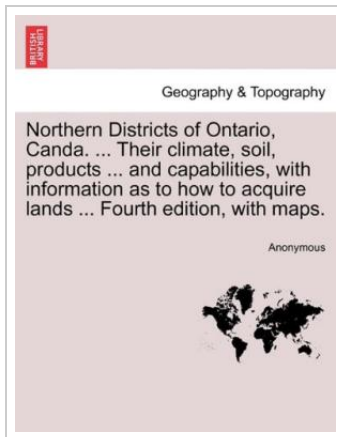 BRITISH
LIBRARY
Geography & Topography
Northern Districts of Ontario,
Canda. ... Their climate, soil,
products ... and capabilities, with
information as to how to acquire
lands ... Fourth edition, with maps.
Anonymous